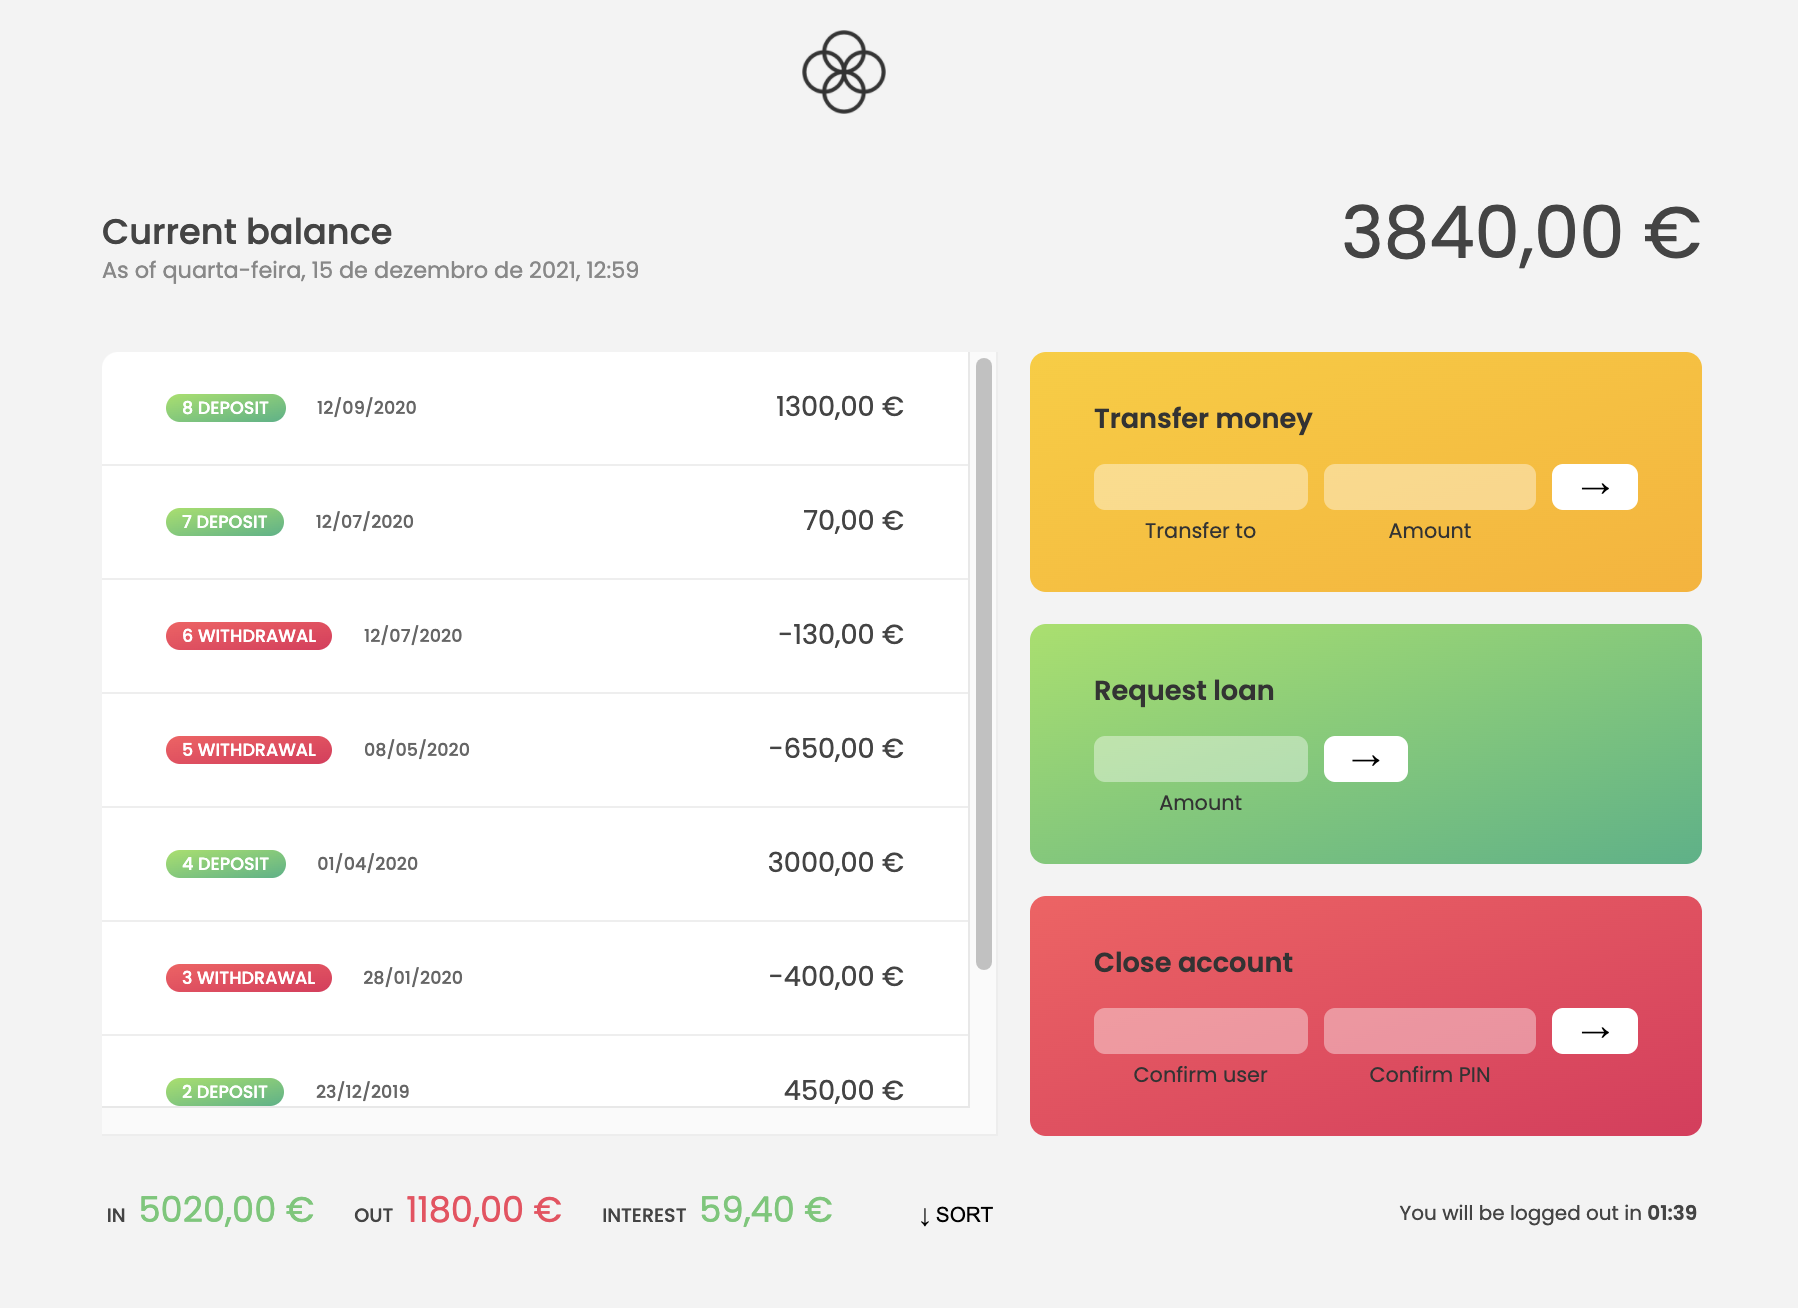 Current balance
As of quarta-feira, 15 de dezembro de 2021, 12:59
3840,00 €
8 DEPOSIT 12/09/2020 1300,00 €
7 DEPOSIT 12/07/2020 70,00 €
6 WITHDRAWAL 12/07/2020 -130,00 €
5 WITHDRAWAL 08/05/2020 -650,00 €
4 DEPOSIT 01/04/2020 3000,00 €
3 WITHDRAWAL 28/01/2020 -400,00 €
2 DEPOSIT 23/12/2019 450,00 €
Transfer money
→
Transfer to Amount
Request loan
→
Amount
Close account
→
Confirm user Confirm PIN
IN 5020,00 € OUT 1180,00 € INTEREST 59,40 € ↓ SORT
You will be logged out in 01:39